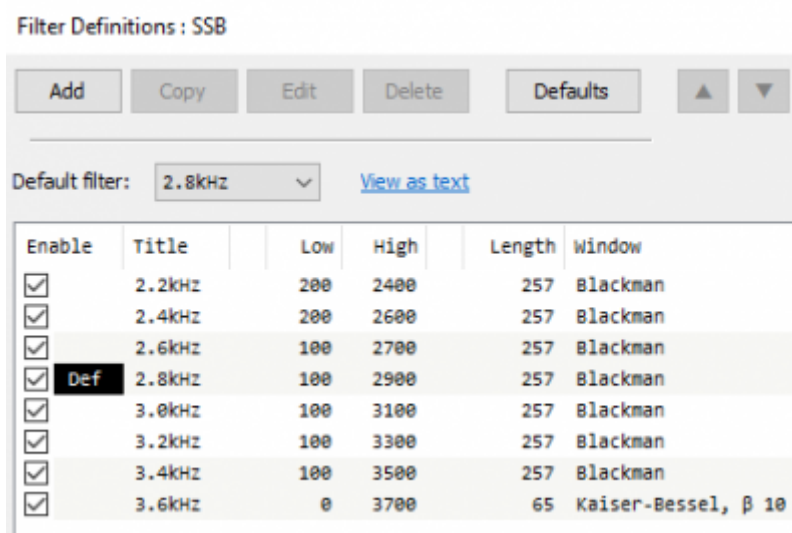 Filter Definitions : SSB
Add Copy Edit Delete Defaults ▲ ▼
Default filter: 2.8kHz View as text
Enable Title Low High Length Window
2.2kHz 200 2400 257 Blackman
2.4kHz 200 2600 257 Blackman
2.6kHz 100 2700 257 Blackman
Def 2.8kHz 100 2900 257 Blackman
3.0kHz 100 3100 257 Blackman
3.2kHz 100 3300 257 Blackman
3.4kHz 100 3500 257 Blackman
3.6kHz 0 3700 65 Kaiser-Bessel, β 10